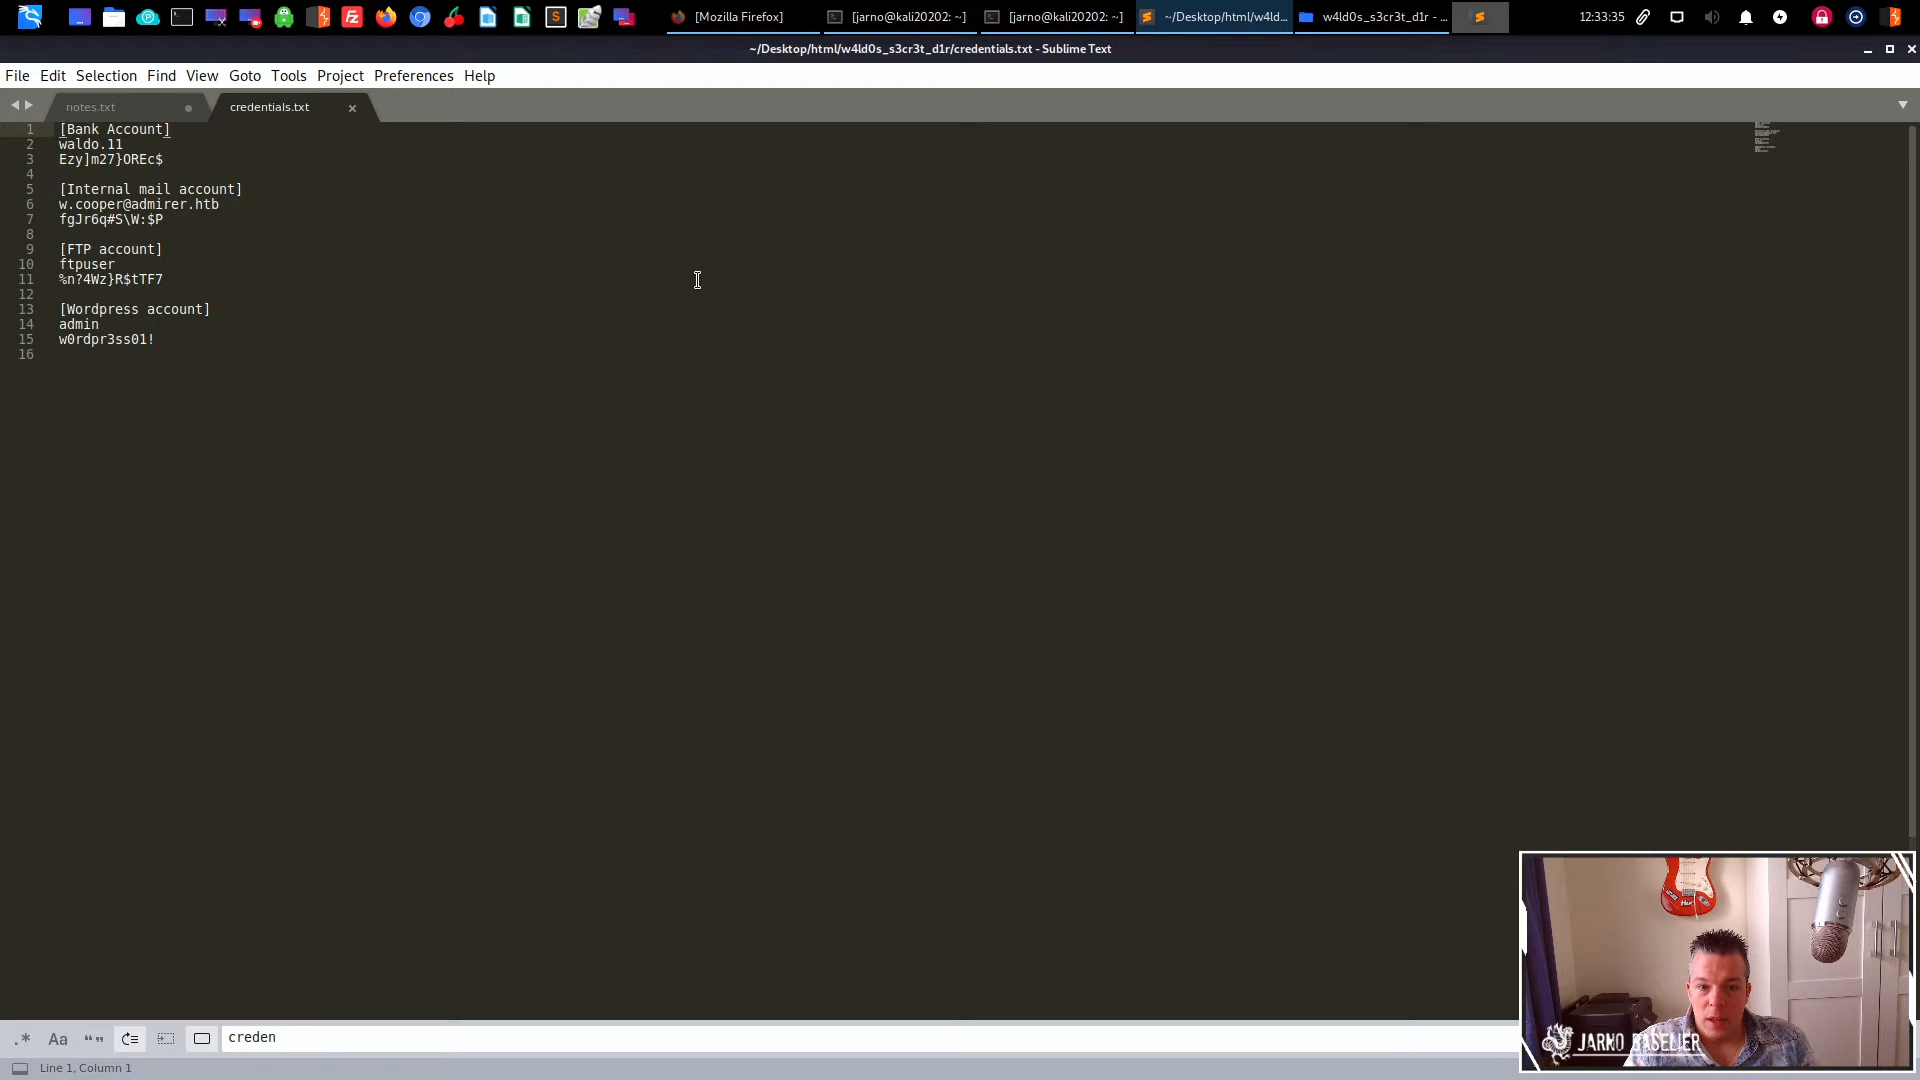 [Mozilla Firefox]
[jarno@kali20202: ~]
[jarno@kali20202: ~]
~/Desktop/html/w4ld...
w4ld0s_s3cr3t_d1r - ...
12:33:35
~/Desktop/html/w4ld0s_s3cr3t_d1r/credentials.txt - Sublime Text
File Edit Selection Find View Goto Tools Project Preferences Help
notes.txt
credentials.txt
1 [Bank Account]
2 waldo.11
3 Ezy]m27}OREc$
4
5 [Internal mail account]
6 w.cooper@admirer.htb
7 fgJr6q#S\W:$P
8
9 [FTP account]
10 ftpuser
11 %n?4Wz}R$tTF7
12
13 [Wordpress account]
14 admin
15 w0rdpr3ss01!
16
.* Aa “” creden
Line 1, Column 1
JARNO BASELIER